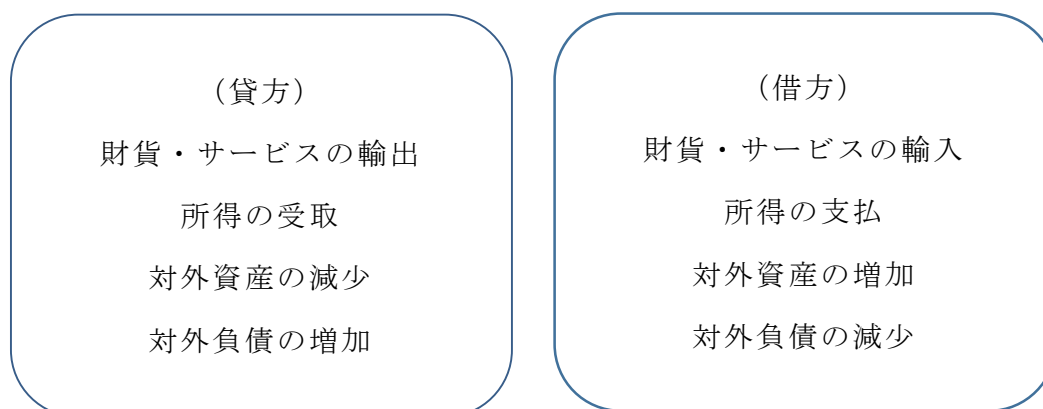 (貸方)
財貨・サービスの輸出
所得の受取
対外資産の減少
対外負債の増加
(借方)
財貨・サービスの輸入
所得の支払
対外資産の増加
対外負債の減少